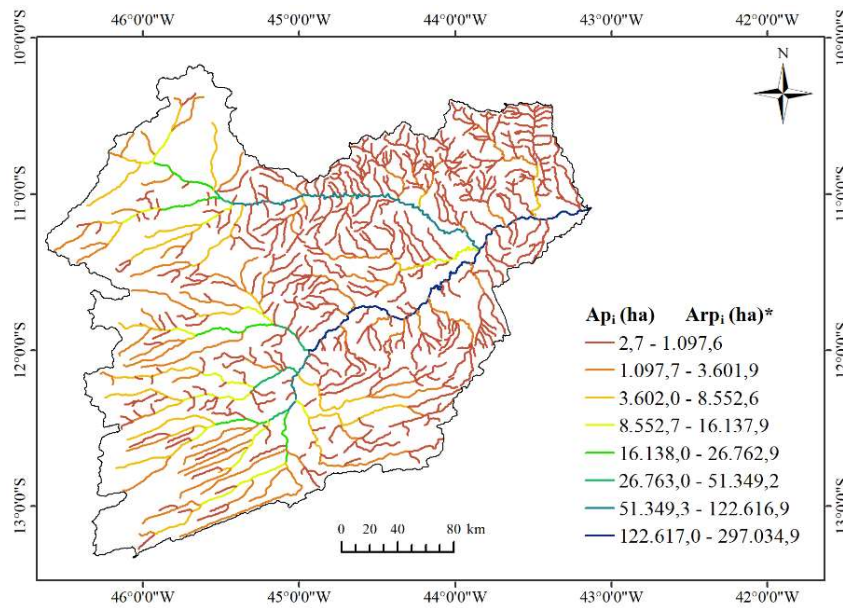 46°0'0"W 45°0'0"W 44°0'0"W 43°0'0"W 42°0'0"W
10°0'0"S 10°0'0"S
N
11°0'0"S 11°0'0"S
Apᵢ (ha) Arpᵢ (ha)*
2,7 - 1.097,6
1.097,7 - 3.601,9
12°0'0"S 12°0'0"S
3.602,0 - 8.552,6
8.552,7 - 16.137,9
16.138,0 - 26.762,9
26.763,0 - 51.349,2
13°0'0"S 13°0'0"S
51.349,3 - 122.616,9
122.617,0 - 297.034,9
0 20 40 80 km
46°0'0"W 45°0'0"W 44°0'0"W 43°0'0"W 42°0'0"W